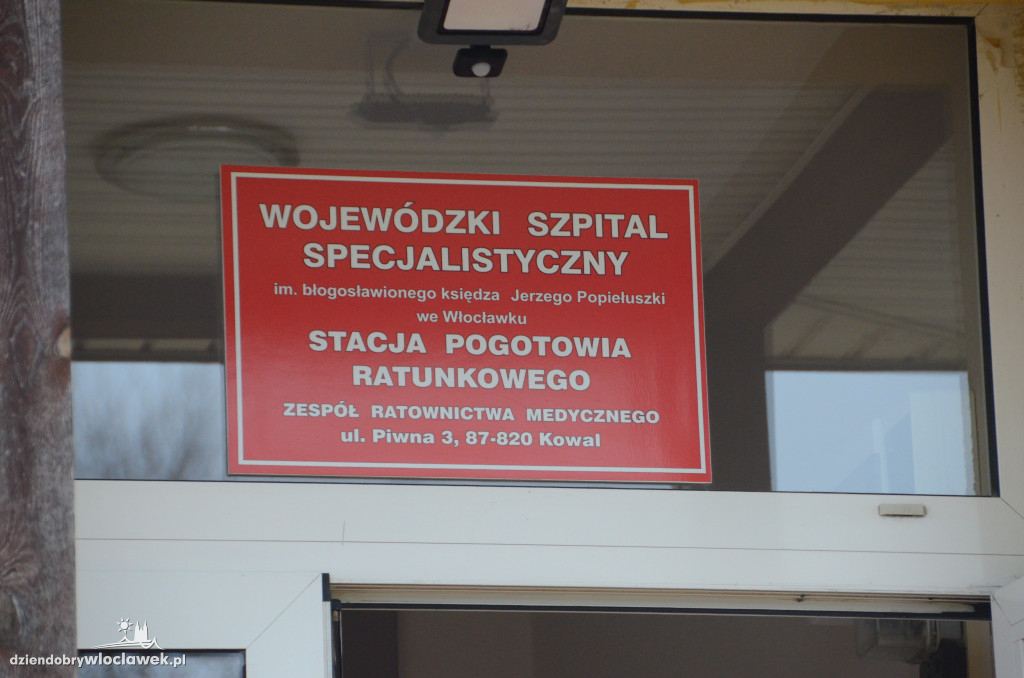 WOJEWÓDZKI SZPITAL
SPECJALISTYCZNY
im. błogosławionego księdza Jerzego Popiełuszki
we Włocławku
STACJA POGOTOWIA
RATUNKOWEGO
ZESPÓŁ RATOWNICTWA MEDYCZNEGO
ul. Piwna 3, 87-820 Kowal
dziendobrywloclawek.pl